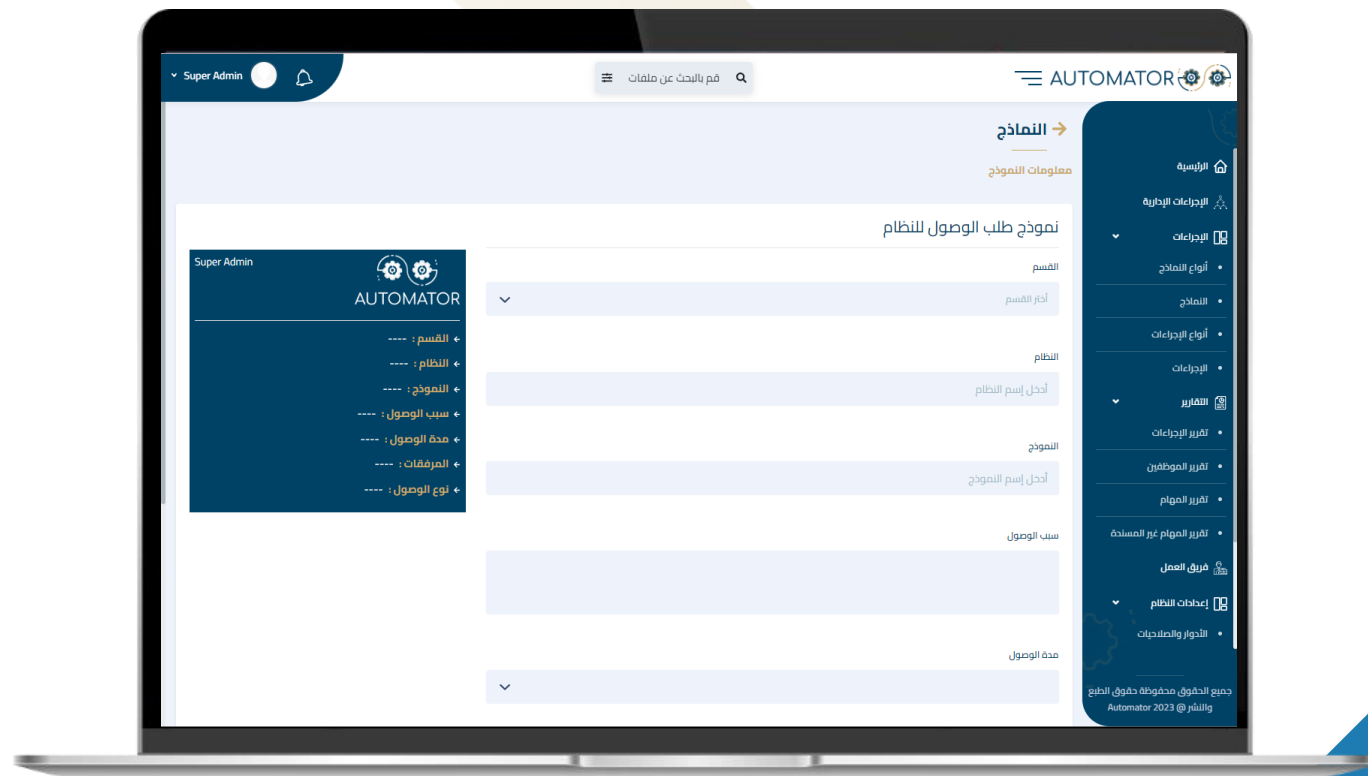 AUTOMATOR
قم بالبحث عن ملفات
Super Admin
الرئيسية
الإجراءات الإدارية
الإجراءات
أنواع النماذج
النماذج
أنواع الإجراءات
الإجراءات
التقارير
تقرير الإجراءات
تقرير الموظفين
تقرير المهام
تقرير المهام غير المسندة
فريق العمل
إعدادات النظام
الأدوار والصلاحيات
جميع الحقوق محفوظة حقوق الطبع
والنشر @ Automator 2023
النماذج
معلومات النموذج
نموذج طلب الوصول للنظام
القسم
أختر القسم
النظام
أدخل إسم النظام
النموذج
أدخل إسم النموذج
سبب الوصول
مدة الوصول
Super Admin
AUTOMATOR
القسم : ----
النظام : ----
النموذج : ----
سبب الوصول : ----
مدة الوصول : ----
المرفقات : ----
نوع الوصول : ----